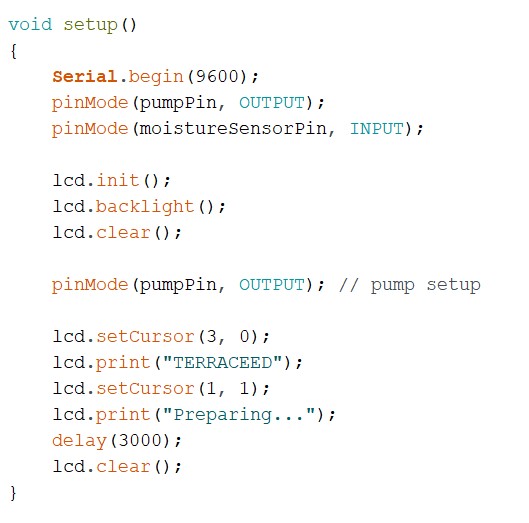 void setup()
{
    Serial.begin(9600);
    pinMode(pumpPin, OUTPUT);
    pinMode(moistureSensorPin, INPUT);

    lcd.init();
    lcd.backlight();
    lcd.clear();

    pinMode(pumpPin, OUTPUT); // pump setup

    lcd.setCursor(3, 0);
    lcd.print("TERRACEED");
    lcd.setCursor(1, 1);
    lcd.print("Preparing...");
    delay(3000);
    lcd.clear();
}